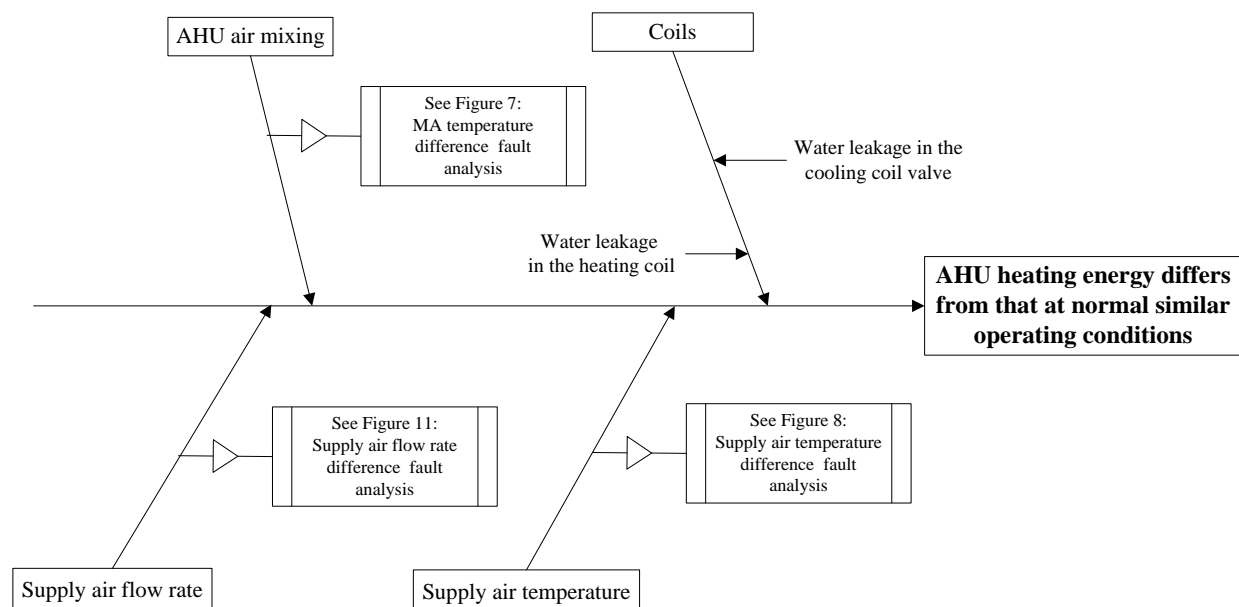 AHU air mixing
Coils
See Figure 7:
MA temperature
difference fault
analysis
Water leakage in the
cooling coil valve
Water leakage
in the heating coil
AHU heating energy differs
from that at normal similar
operating conditions
See Figure 11:
Supply air flow rate
difference fault
analysis
See Figure 8:
Supply air temperature
difference fault
analysis
Supply air flow rate
Supply air temperature